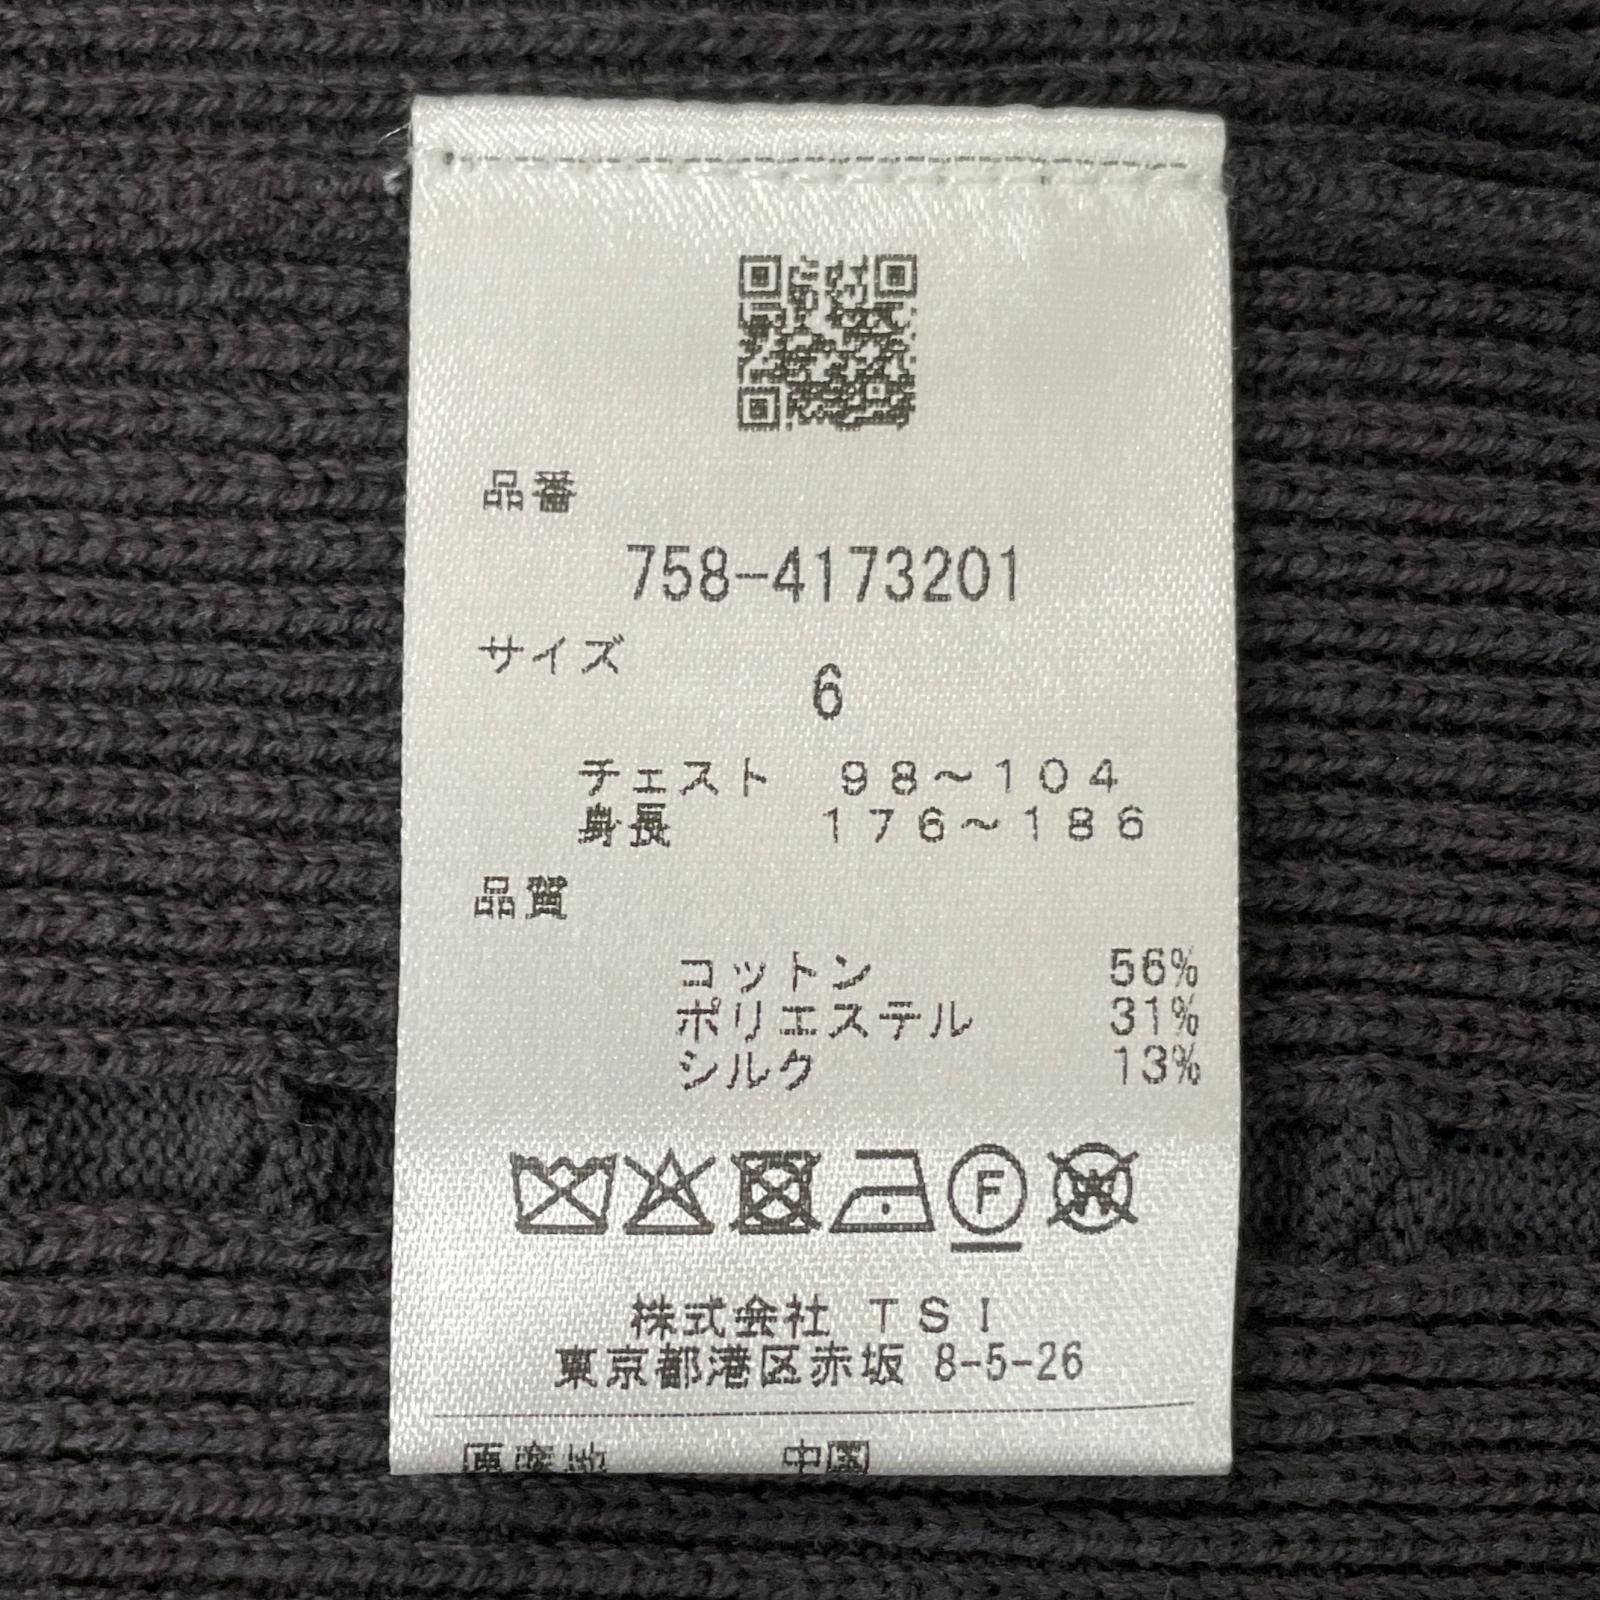 品番
758-4173201
サイズ
6
チェスト 98～104
身長 176～186
品質
コットン 56%
ポリエステル 31%
シルク 13%
F
W
株式会社 TSI
東京都港区赤坂 8-5-26
原産地 中国